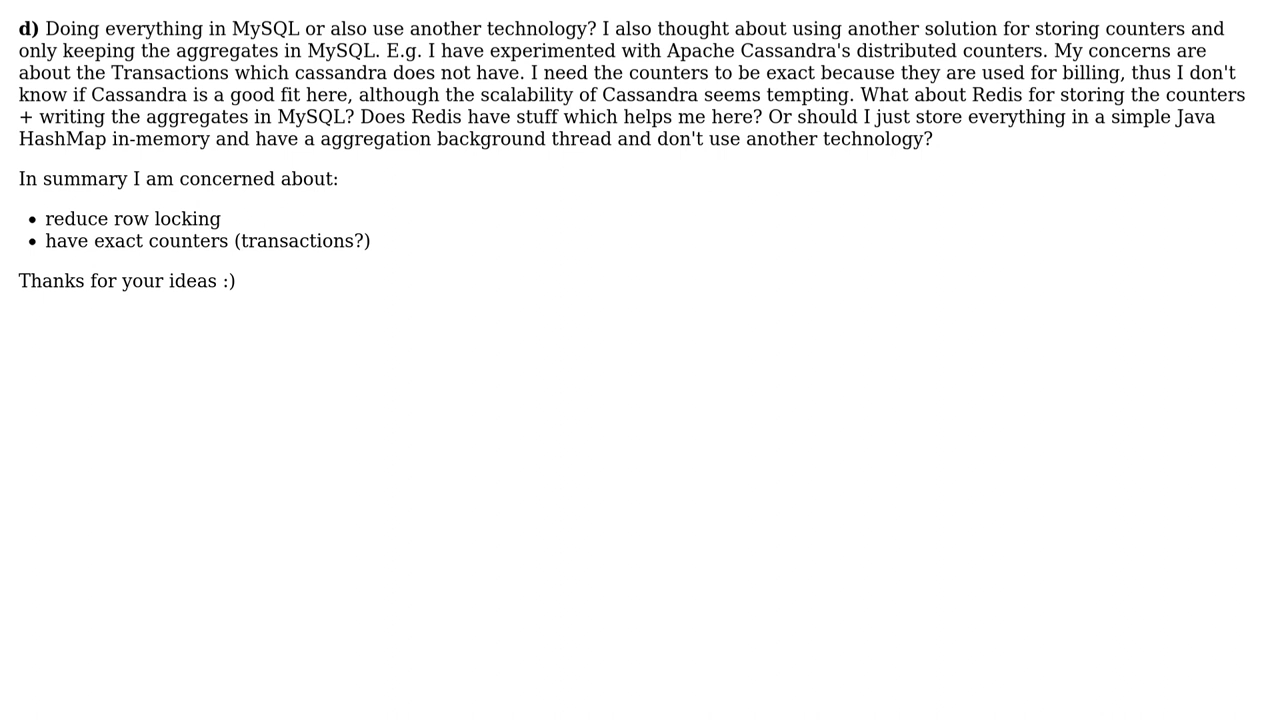 d) Doing everything in MySQL or also use another technology? I also thought about using another solution for storing counters and
only keeping the aggregates in MySQL. E.g. I have experimented with Apache Cassandra's distributed counters. My concerns are
about the Transactions which cassandra does not have. I need the counters to be exact because they are used for billing, thus I don't
know if Cassandra is a good fit here, although the scalability of Cassandra seems tempting. What about Redis for storing the counters
+ writing the aggregates in MySQL? Does Redis have stuff which helps me here? Or should I just store everything in a simple Java
HashMap in-memory and have a aggregation background thread and don't use another technology?
In summary I am concerned about:
• reduce row locking
• have exact counters (transactions?)
Thanks for your ideas :)